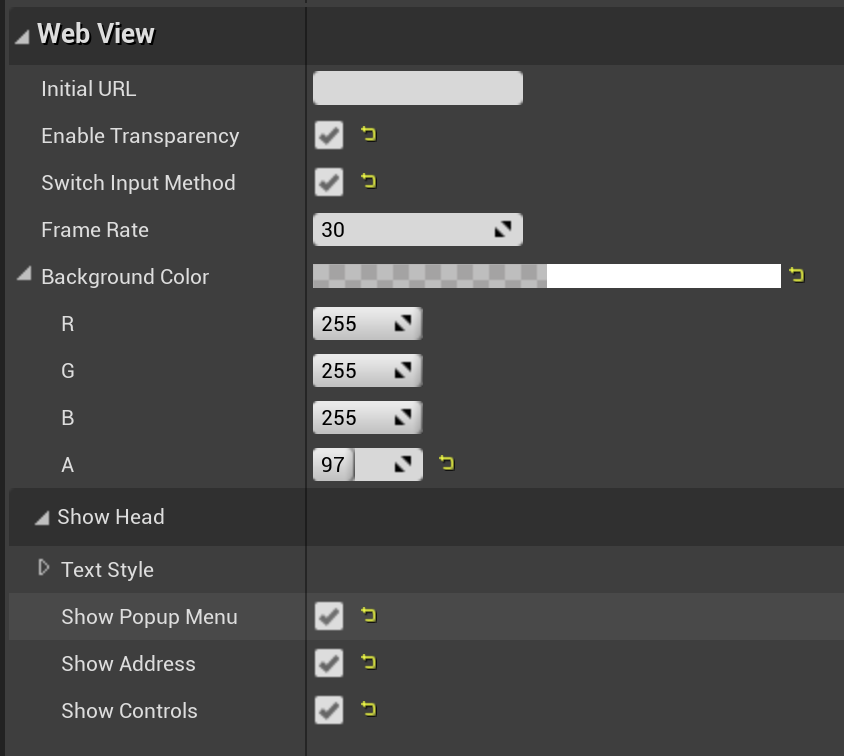 Web View
Initial URL
Enable Transparency
Switch Input Method
Frame Rate 30
Background Color
R 255
G 255
B 255
A 97
Show Head
Text Style
Show Popup Menu
Show Address
Show Controls